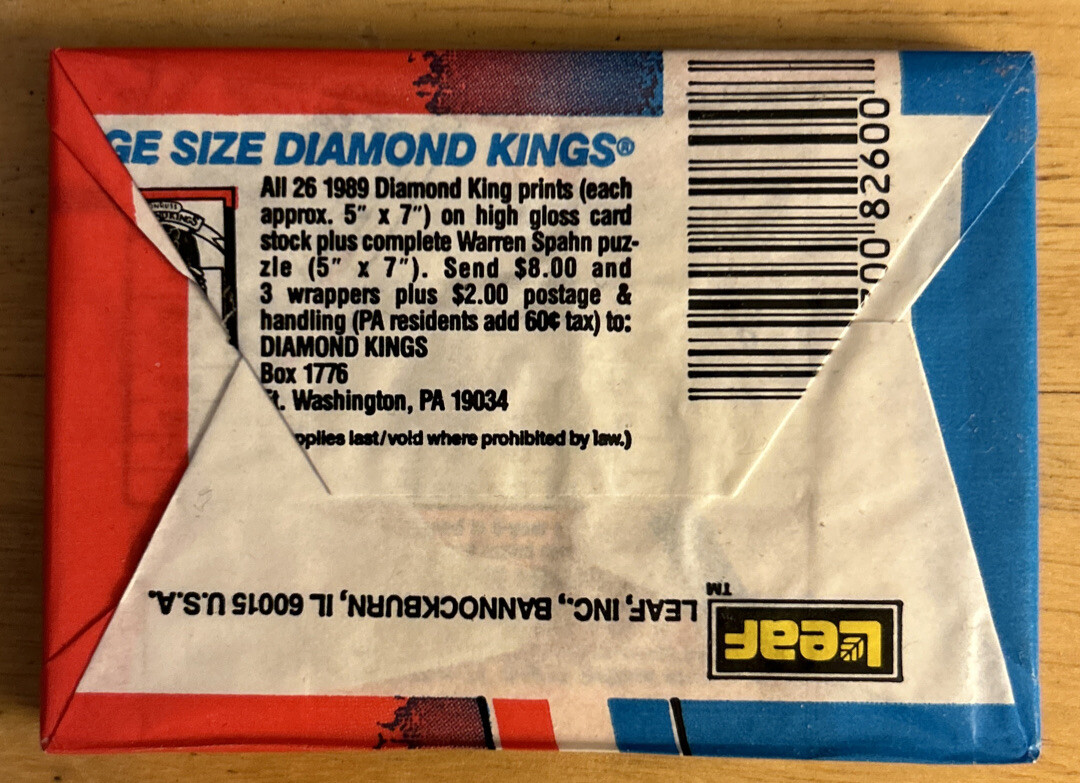 GE SIZE DIAMOND KINGS®
All 26 1989 Diamond King prints (each
approx. 5" x 7") on high gloss card
stock plus complete Warren Spahn puz-
zle (5" x 7"). Send $8.00 and
3 wrappers plus $2.00 postage &
handling (PA residents add 60¢ tax) to:
DIAMOND KINGS
Box 1776
t. Washington, PA 19034
pplies last/void where prohibited by law.)
700 82600
LEAF, INC., BANNOCKBURN, IL 60015 U.S.A.
Leaf
TM